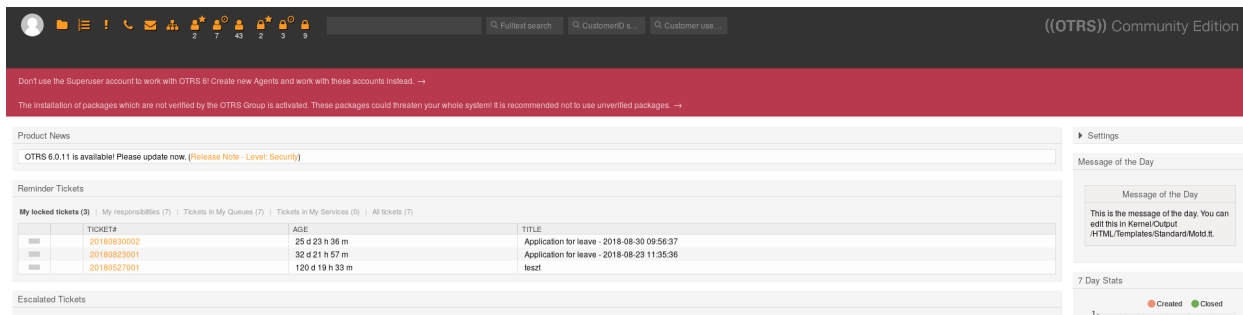 2 7 43 2 3 9
Fulltext search CustomerID s... Customer use...
((OTRS)) Community Edition
Don't use the Superuser account to work with OTRS 6! Create new Agents and work with these accounts instead. →
The installation of packages which are not verified by the OTRS Group is activated. These packages could threaten your whole system! It is recommended not to use unverified packages. →
Product News
OTRS 6.0.11 is available! Please update now. (Release Note - Level: Security)
Reminder Tickets
My locked tickets (3) | My responsibilities (7) | Tickets in My Queues (7) | Tickets in My Services (0) | All tickets (7)
TICKET# AGE TITLE
20180830002 25 d 23 h 36 m Application for leave - 2018-08-30 09:56:37
20180823001 32 d 21 h 57 m Application for leave - 2018-08-23 11:35:36
20180527001 120 d 19 h 33 m teszt
Escalated Tickets
Settings
Message of the Day
Message of the Day
This is the message of the day. You can
edit this in Kernel/Output
/HTML/Templates/Standard/Motd.tt.
7 Day Stats
Created Closed
1